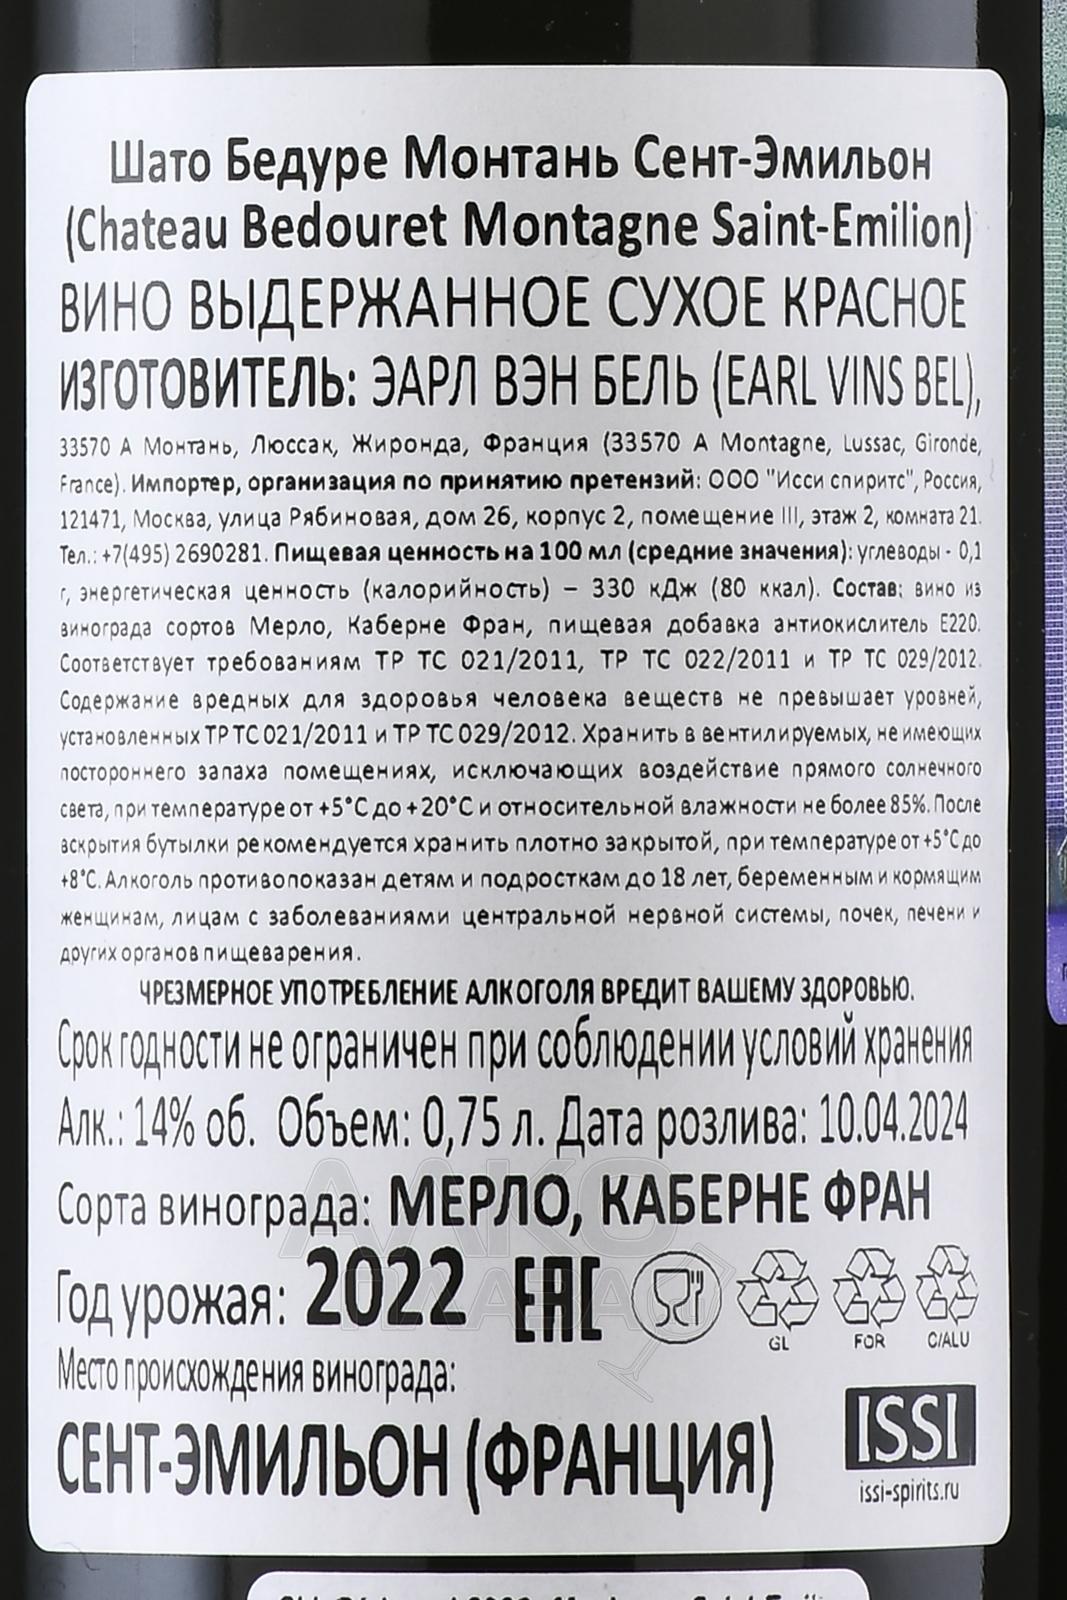 Шато Бедуре Монтань Сент-Эмильон
(Chateau Bedouret Montagne Saint-Emilion)
ВИНО ВЫДЕРЖАННОЕ СУХОЕ КРАСНОЕ
ИЗГОТОВИТЕЛЬ: ЭАРЛ ВЭН БЕЛЬ (EARL VINS BEL),
33570 А Монтань, Люссак, Жиронда, Франция (33570 A Montagne, Lussac, Gironde,
France). Импортер, организация по принятию претензий: ООО "Исси спиритс", Россия,
121471, Москва, улица Рябиновая, дом 26, корпус 2, помещение III, этаж 2, комната 21.
Тел.: +7(495) 2690281. Пищевая ценность на 100 мл (средние значения): углеводы - 0,1
г, энергетическая ценность (калорийность) – 330 кДж (80 ккал). Состав: вино из
винограда сортов Мерло, Каберне Фран, пищевая добавка антиокислитель Е220.
Соответствует требованиям ТР ТС 021/2011, ТР ТС 022/2011 и ТР ТС 029/2012.
Содержание вредных для здоровья человека веществ не превышает уровней,
установленных ТР ТС 021/2011 и ТР ТС 029/2012. Хранить в вентилируемых, не имеющих
постороннего запаха помещениях, исключающих воздействие прямого солнечного
света, при температуре от +5°С до +20°С и относительной влажности не более 85%. После
вскрытия бутылки рекомендуется хранить плотно закрытой, при температуре от +5°С до
+8°С. Алкоголь противопоказан детям и подросткам до 18 лет, беременным и кормящим
женщинам, лицам с заболеваниями центральной нервной системы, почек, печени и
других органов пищеварения.
ЧРЕЗМЕРНОЕ УПОТРЕБЛЕНИЕ АЛКОГОЛЯ ВРЕДИТ ВАШЕМУ ЗДОРОВЬЮ.
Срок годности не ограничен при соблюдении условий хранения
Алк.: 14% об. Объем: 0,75 л. Дата розлива: 10.04.2024
Сорта винограда: МЕРЛО, КАБЕРНЕ ФРАН
Год урожая: 2022 EAC
GL FOR C/ALU
Место происхождения винограда:
СЕНТ-ЭМИЛЬОН (ФРАНЦИЯ)
ISSI
issi-spirits.ru